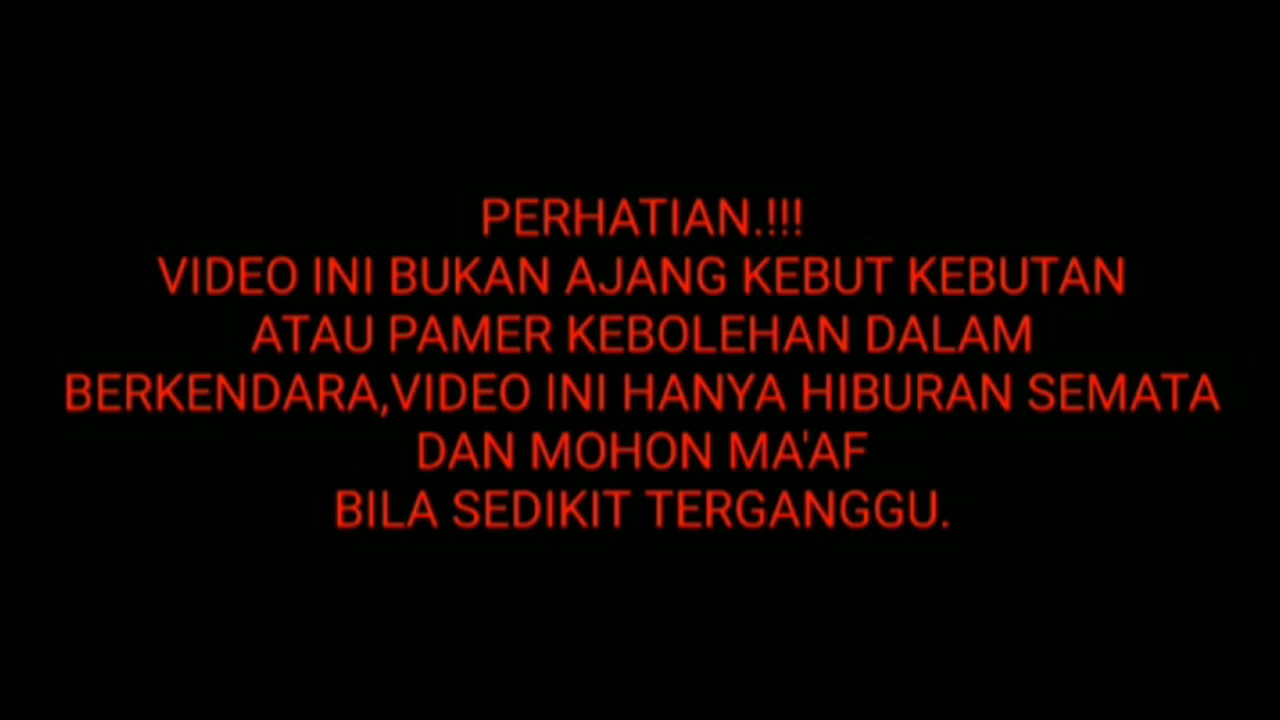 PERHATIAN.!!!
VIDEO INI BUKAN AJANG KEBUT KEBUTAN
ATAU PAMER KEBOLEHAN DALAM
BERKENDARA,VIDEO INI HANYA HIBURAN SEMATA
DAN MOHON MA'AF
BILA SEDIKIT TERGANGGU.